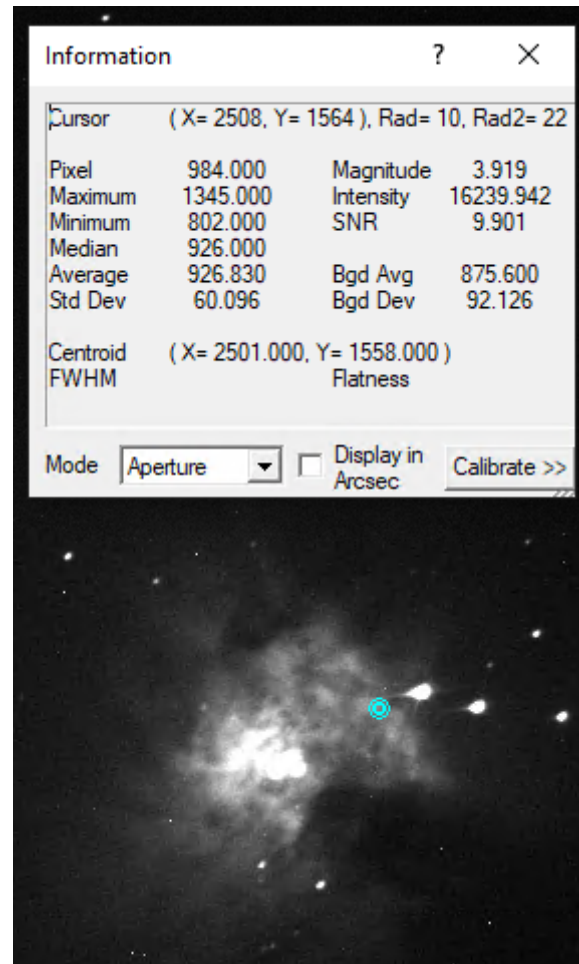 Information ? ×
Cursor ( X= 2508, Y= 1564 ), Rad= 10, Rad2= 22
Pixel 984.000 Magnitude 3.919
Maximum 1345.000 Intensity 16239.942
Minimum 802.000 SNR 9.901
Median 926.000
Average 926.830 Bgd Avg 875.600
Std Dev 60.096 Bgd Dev 92.126
Centroid ( X= 2501.000, Y= 1558.000 )
FWHM Flatness
Mode Aperture Display in Arcsec Calibrate >>